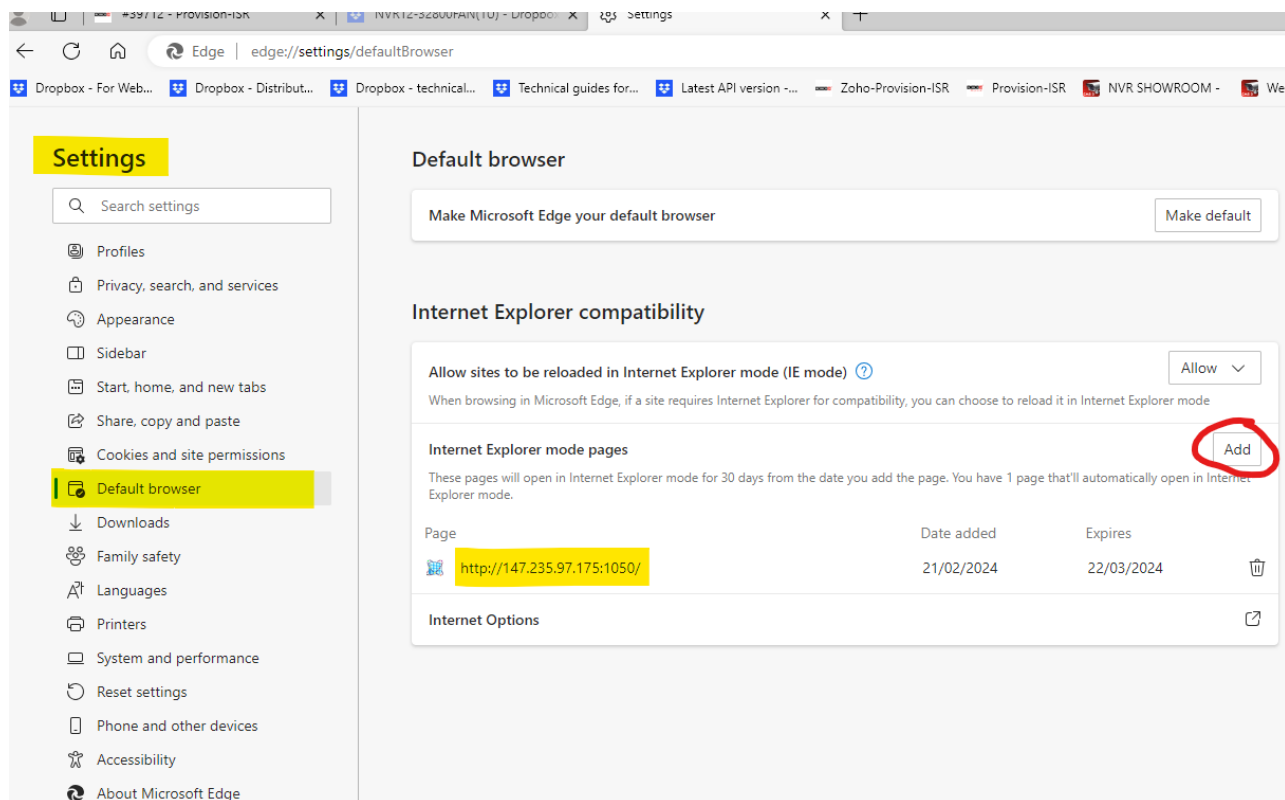 #39712 - Provision-ISR
NVR12-32800FAN(1U) - Dropbo
Settings
Edge
edge://settings/defaultBrowser
Dropbox - For Web...
Dropbox - Distribut...
Dropbox - technical...
Technical guides for...
Latest API version -...
Zoho-Provision-ISR
Provision-ISR
NVR SHOWROOM -
We
Settings
Search settings
Profiles
Privacy, search, and services
Appearance
Sidebar
Start, home, and new tabs
Share, copy and paste
Cookies and site permissions
Default browser
Downloads
Family safety
Languages
Printers
System and performance
Reset settings
Phone and other devices
Accessibility
About Microsoft Edge
Default browser
Make Microsoft Edge your default browser
Make default
Internet Explorer compatibility
Allow sites to be reloaded in Internet Explorer mode (IE mode)
Allow
When browsing in Microsoft Edge, if a site requires Internet Explorer for compatibility, you can choose to reload it in Internet Explorer mode
Internet Explorer mode pages
Add
These pages will open in Internet Explorer mode for 30 days from the date you add the page. You have 1 page that'll automatically open in Internet
Explorer mode.
Page
Date added
Expires
http://147.235.97.175:1050/
21/02/2024
22/03/2024
Internet Options